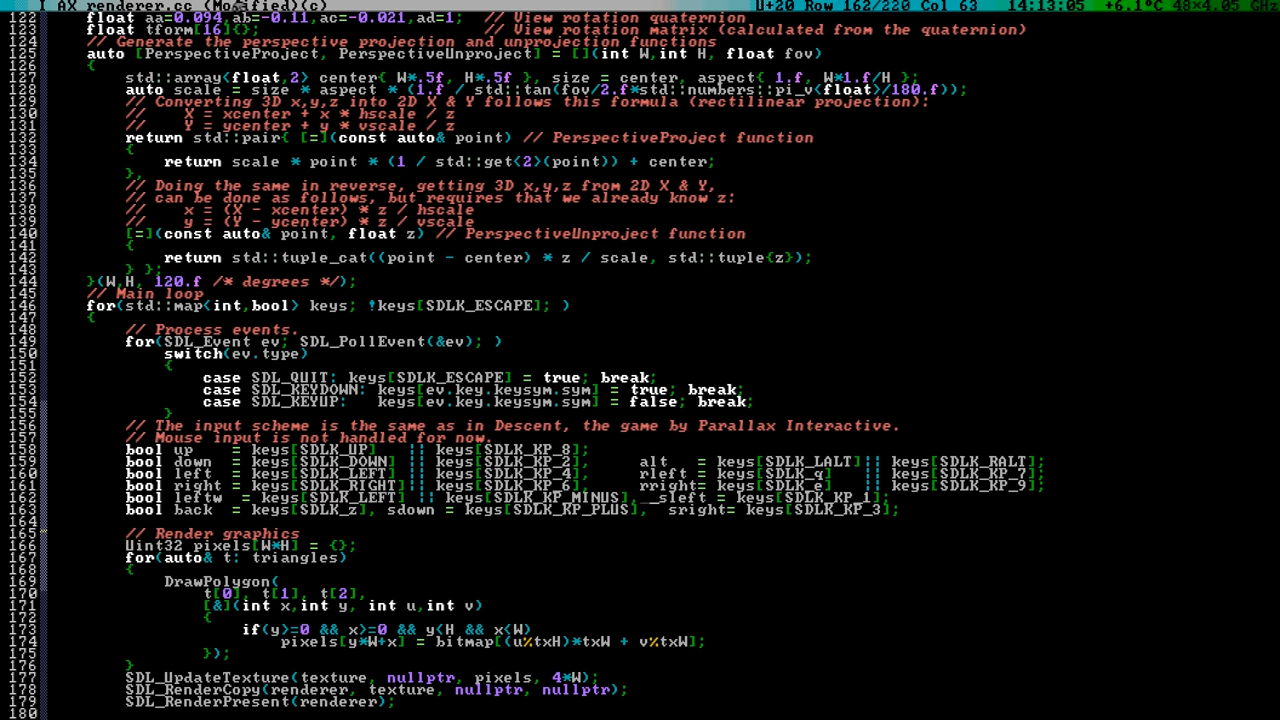 I AX renderer.cc (Modified)(c) U+20 Row 162/220 Col 63 14:13:05 +6.1°C 48×4.05 GHz
122 float aa=0.094,ab=-0.11,ac=-0.021,ad=1; // View rotation quaternion
123 float tform[16]{}; // View rotation matrix (calculated from the quaternion)
124 // Generate the perspective projection and unprojection functions
125 auto [PerspectiveProject, PerspectiveUnproject] = [](int W,int H, float fov)
126 {
127 std::array(float,2) center{ W*.5f, H*.5f }, size = center, aspect{ 1.f, W*1.f/H };
128 auto scale = size * aspect * (1.f / std::tan(fov/2.f*std::numbers::pi_v(float)/180.f));
129 // Converting 3D x,y,z into 2D X & Y follows this formula (rectilinear projection):
130 // X = xcenter + x * hscale / z
131 // Y = ycenter + y * vscale / z
132 return std::pair{ [=](const auto& point) // PerspectiveProject function
133 {
134 return scale * point * (1 / std::get(2)(point)) + center;
135 },
136 // Doing the same in reverse, getting 3D x,y,z from 2D X & Y,
137 // can be done as follows, but requires that we already know z:
138 // x = (X - xcenter) * z / hscale
139 // y = (Y - ycenter) * z / vscale
140 [=](const auto& point, float z) // PerspectiveUnproject function
141 {
142 return std::tuple_cat((point - center) * z / scale, std::tuple{z});
143 } };
144 }(W,H, 120.f /* degrees */);
145 // Main loop
146 for(std::map(int,bool) keys; !keys[SDLK_ESCAPE]; )
147 {
148 // Process events.
149 for(SDL_Event ev; SDL_PollEvent(&ev); )
150 switch(ev.type)
151 {
152 case SDL_QUIT: keys[SDLK_ESCAPE] = true; break;
153 case SDL_KEYDOWN: keys[ev.key.keysym.sym] = true; break;
154 case SDL_KEYUP: keys[ev.key.keysym.sym] = false; break;
155 }
156 // The input scheme is the same as in Descent, the game by Parallax Interactive.
157 // Mouse input is not handled for now.
158 bool up = keys[SDLK_UP] || keys[SDLK_KP_8];
159 bool down = keys[SDLK_DOWN] || keys[SDLK_KP_2], alt = keys[SDLK_LALT]|| keys[SDLK_RALT];
160 bool left = keys[SDLK_LEFT] || keys[SDLK_KP_4], rleft = keys[SDLK_q] || keys[SDLK_KP_7];
161 bool right = keys[SDLK_RIGHT] || keys[SDLK_KP_6], rright = keys[SDLK_e] || keys[SDLK_KP_9];
162 bool leftw = keys[SDLK_LEFT] || keys[SDLK_KP_MINUS], sleft = keys[SDLK_KP_1];
163 bool back = keys[SDLK_z], sdown = keys[SDLK_KP_PLUS], sright= keys[SDLK_KP_3];
164
165 // Render graphics
166 Uint32 pixels[W*H] = {};
167 for(auto& t: triangles)
168 {
169 DrawPolygon(
170 t[0], t[1], t[2],
171 [&](int x,int y, int u,int v)
172 {
173 if(y)=0 && x)=0 && y(H && x(W)
174 pixels[y*W+x] = bitmap[(u%txH)*txW + v%txW];
175 });
176 }
177 SDL_UpdateTexture(texture, nullptr, pixels, 4*W);
178 SDL_RenderCopy(renderer, texture, nullptr, nullptr);
179 SDL_RenderPresent(renderer);
180